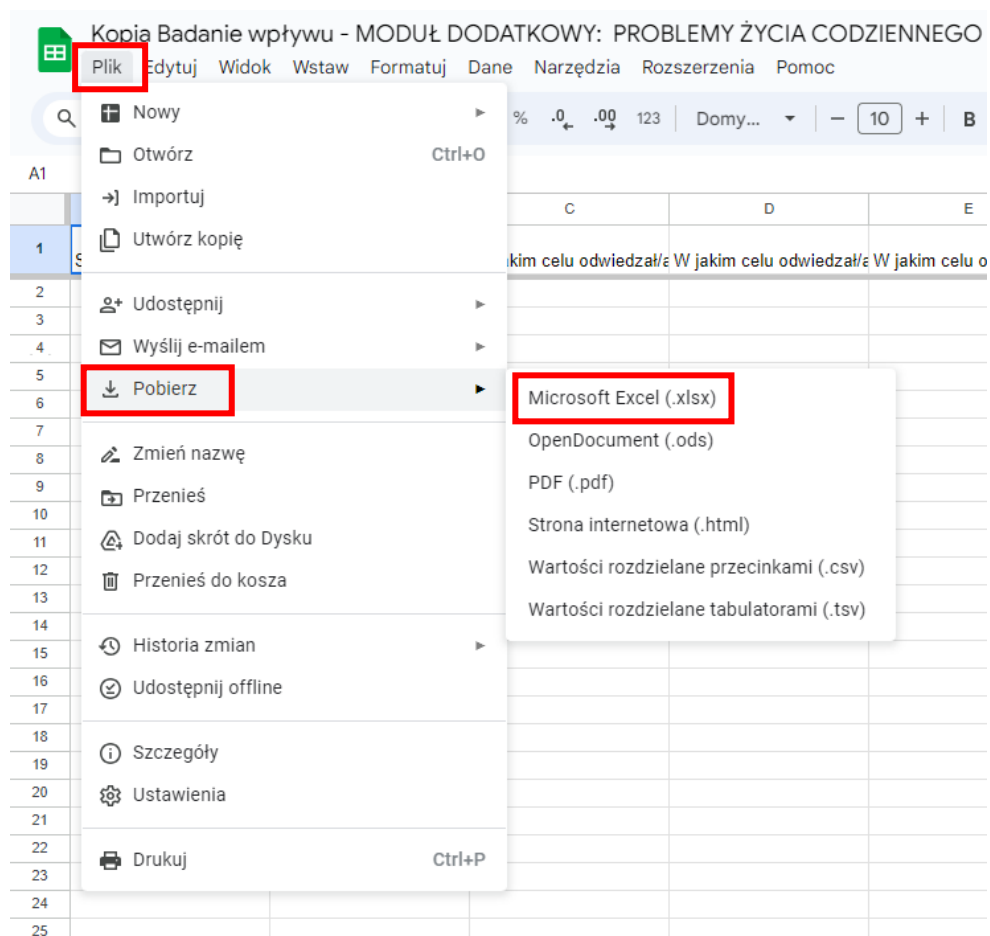 Kopia Badanie wpływu - MODUŁ DODATKOWY: PROBLEMY ŻYCIA CODZIENNEGO
Plik Edytuj Widok Wstaw Formatuj Dane Narzędzia Rozszerzenia Pomoc
% .0 .00 123 Domy... 10 B
A1
C D E
1
kim celu odwiedzał/a W jakim celu odwiedzał/a W jakim celu o
Nowy
Otwórz Ctrl+O
Importuj
Utwórz kopię
Udostępnij
Wyślij e-mailem
Pobierz
Zmień nazwę
Przenieś
Dodaj skrót do Dysku
Przenieś do kosza
Historia zmian
Udostępnij offline
Szczegóły
Ustawienia
Drukuj Ctrl+P
Microsoft Excel (.xlsx)
OpenDocument (.ods)
PDF (.pdf)
Strona internetowa (.html)
Wartości rozdzielane przecinkami (.csv)
Wartości rozdzielane tabulatorami (.tsv)
2
3
4
5
6
7
8
9
10
11
12
13
14
15
16
17
18
19
20
21
22
23
24
25